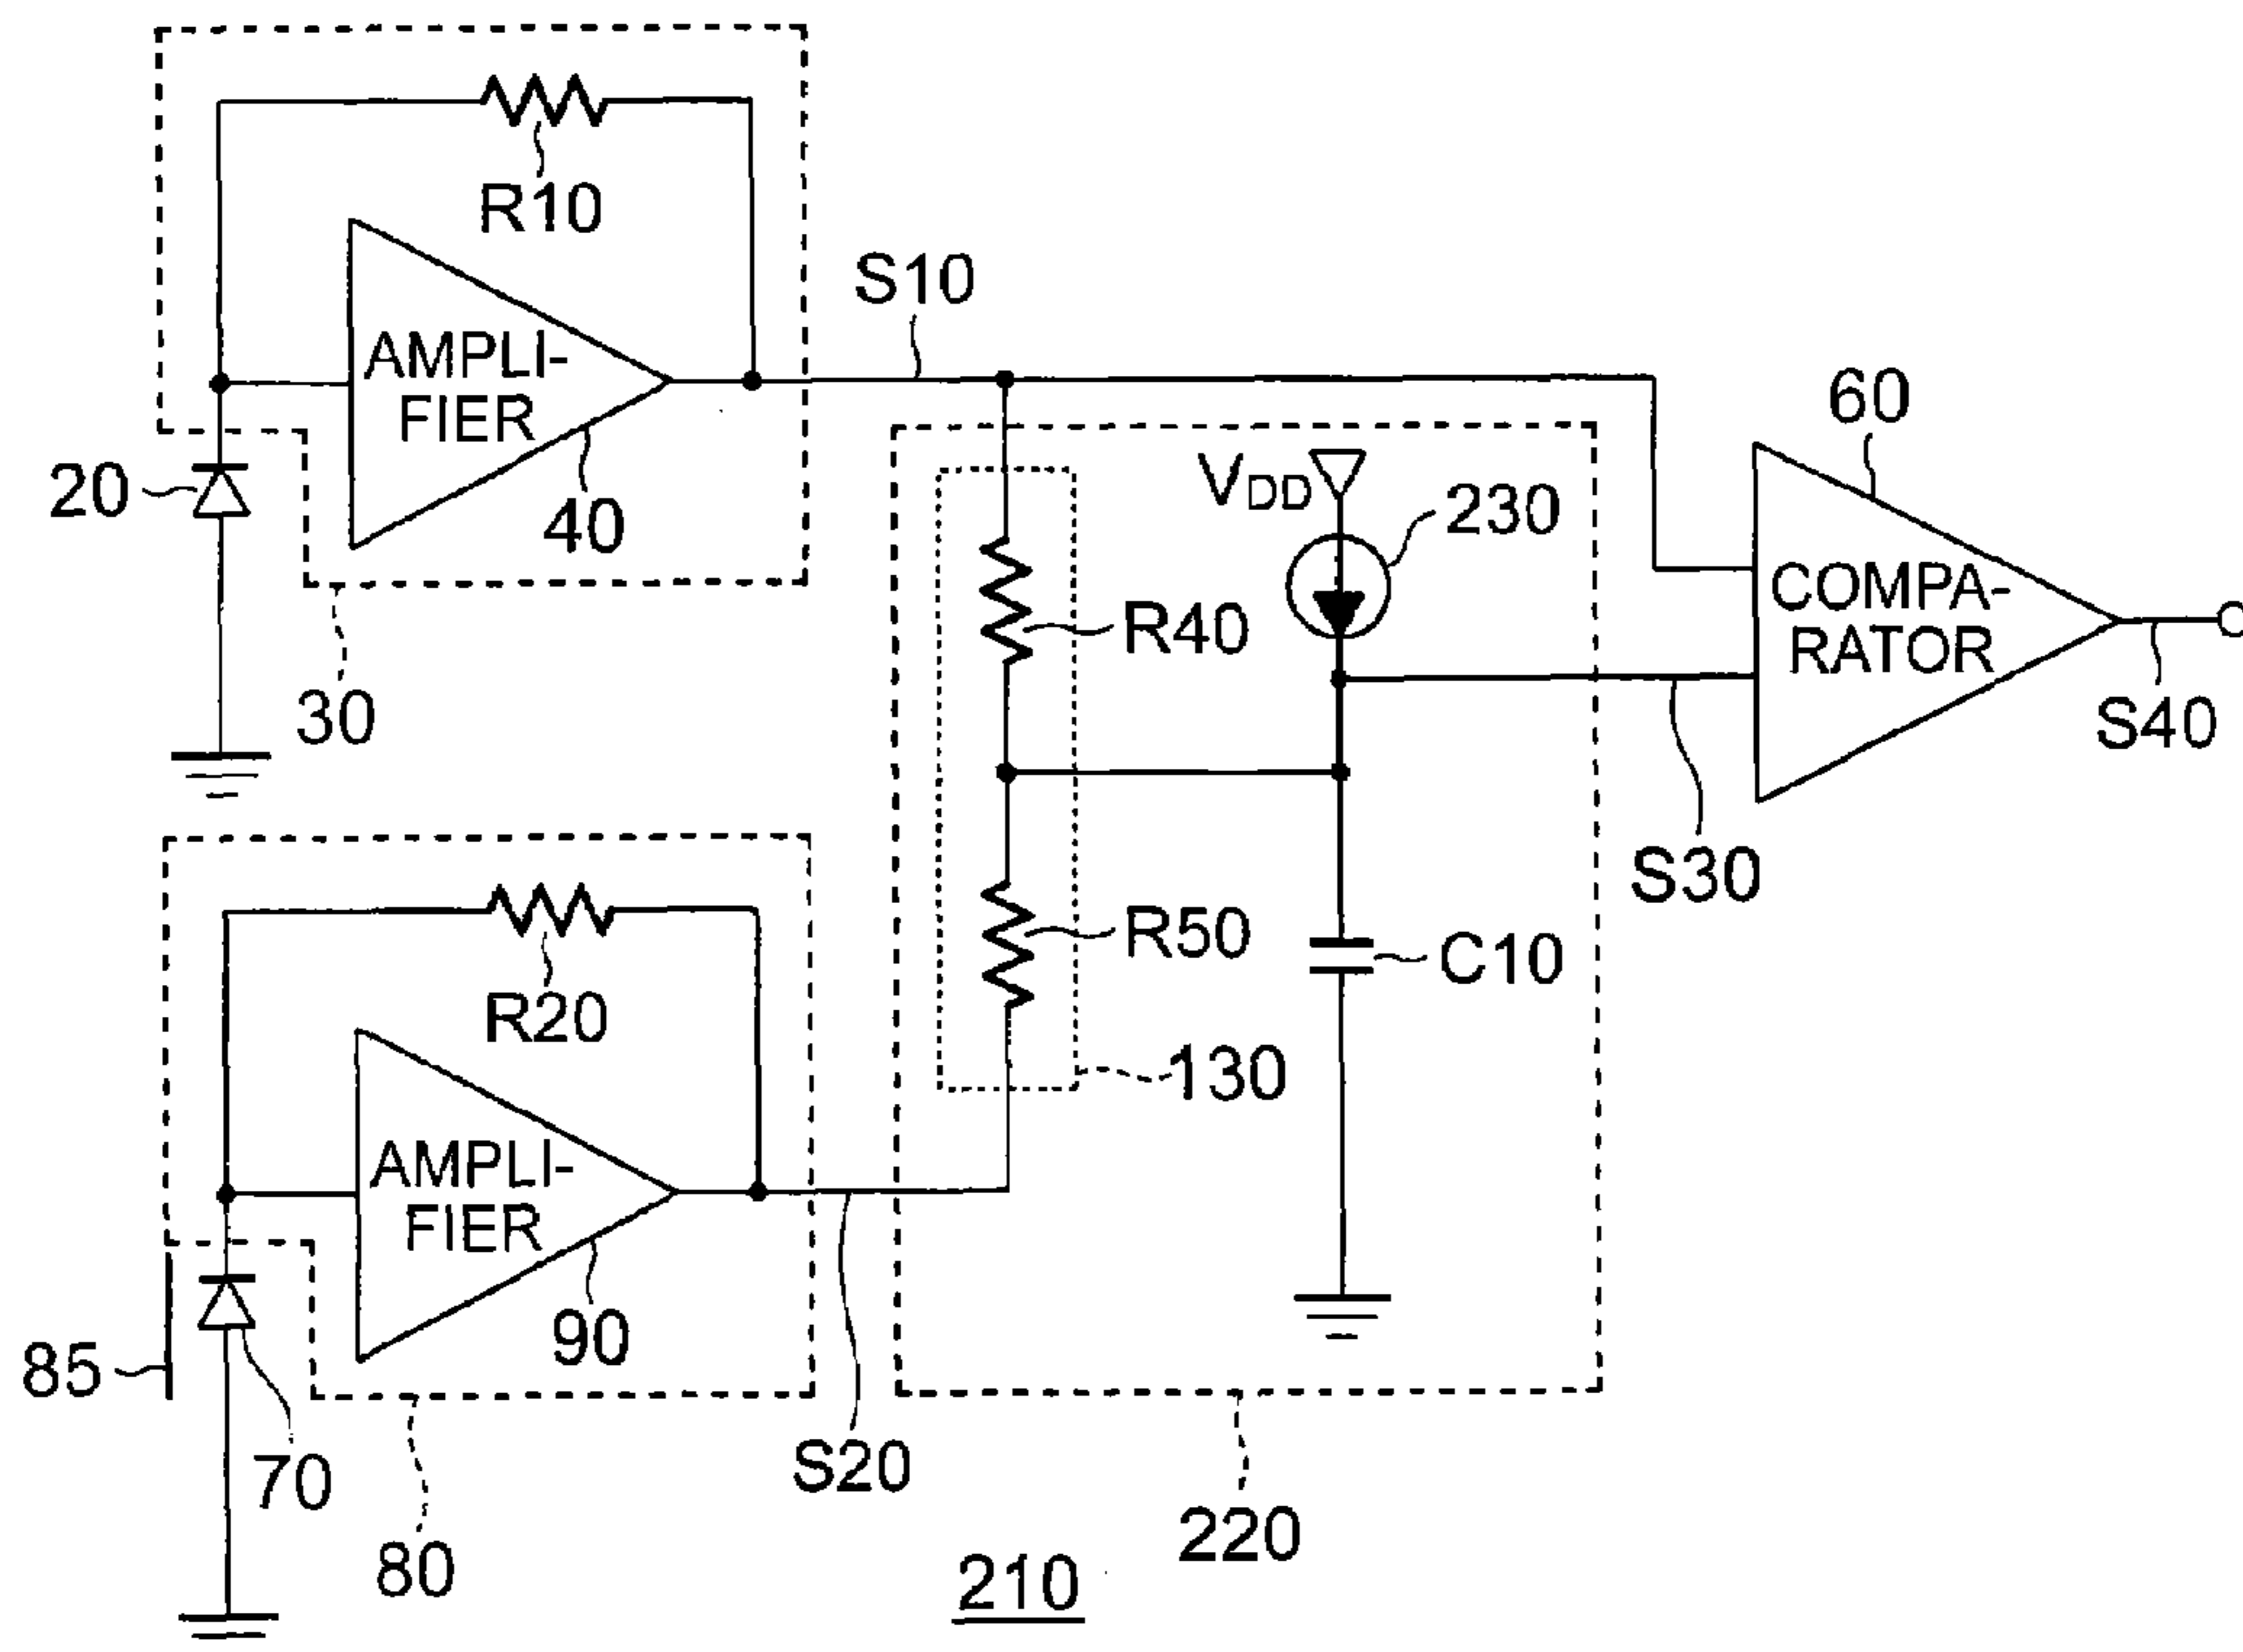 R10
AMPLI-
FIER
40
20
30
S10
60
VDD
230
R40
COMPA-
RATOR
S40
S30
R20
R50
C10
130
AMPLI-
FIER
90
85
70
80
S20
220
210